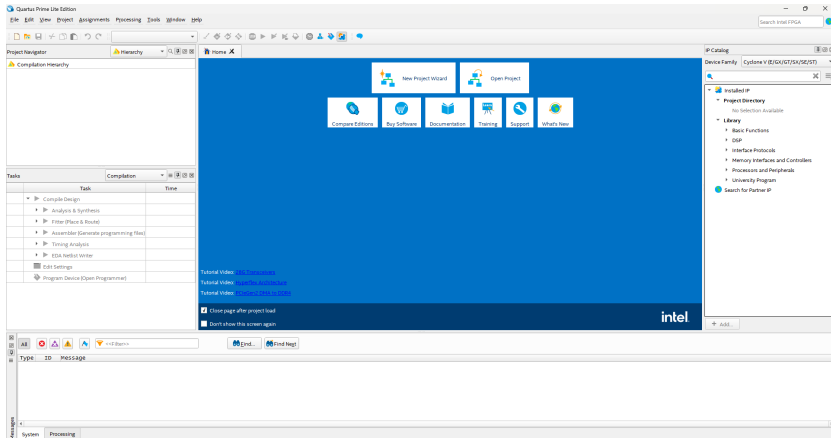 Quartus Prime Lite Edition
File Edit View Project Assignments Processing Tools Window Help
Search Intel FPGA
Project Navigator
Hierarchy
Home
IP Catalog
Compilation Hierarchy
Device Family Cyclone V (E/GX/GT/SX/SE/ST)
New Project Wizard
Open Project
Installed IP
Project Directory
No Selection Available
Library
Basic Functions
DSP
Interface Protocols
Memory Interfaces and Controllers
Processors and Peripherals
University Program
Search for Partner IP
Compare Editions
Buy Software
Documentation
Training
Support
What's New
Tasks
Compilation
Task
Time
Compile Design
Analysis & Synthesis
Fitter (Place & Route)
Assembler (Generate programming files)
Timing Analysis
EDA Netlist Writer
Edit Settings
Program Device (Open Programmer)
Tutorial Video:
Tutorial Video: Hyperflex Architecture
Tutorial Video:
Close page after project load
Don't show this screen again
intel
+ Add...
All
<<Filter>>
Find...
Find Next
Type ID Message
Messages
System
Processing